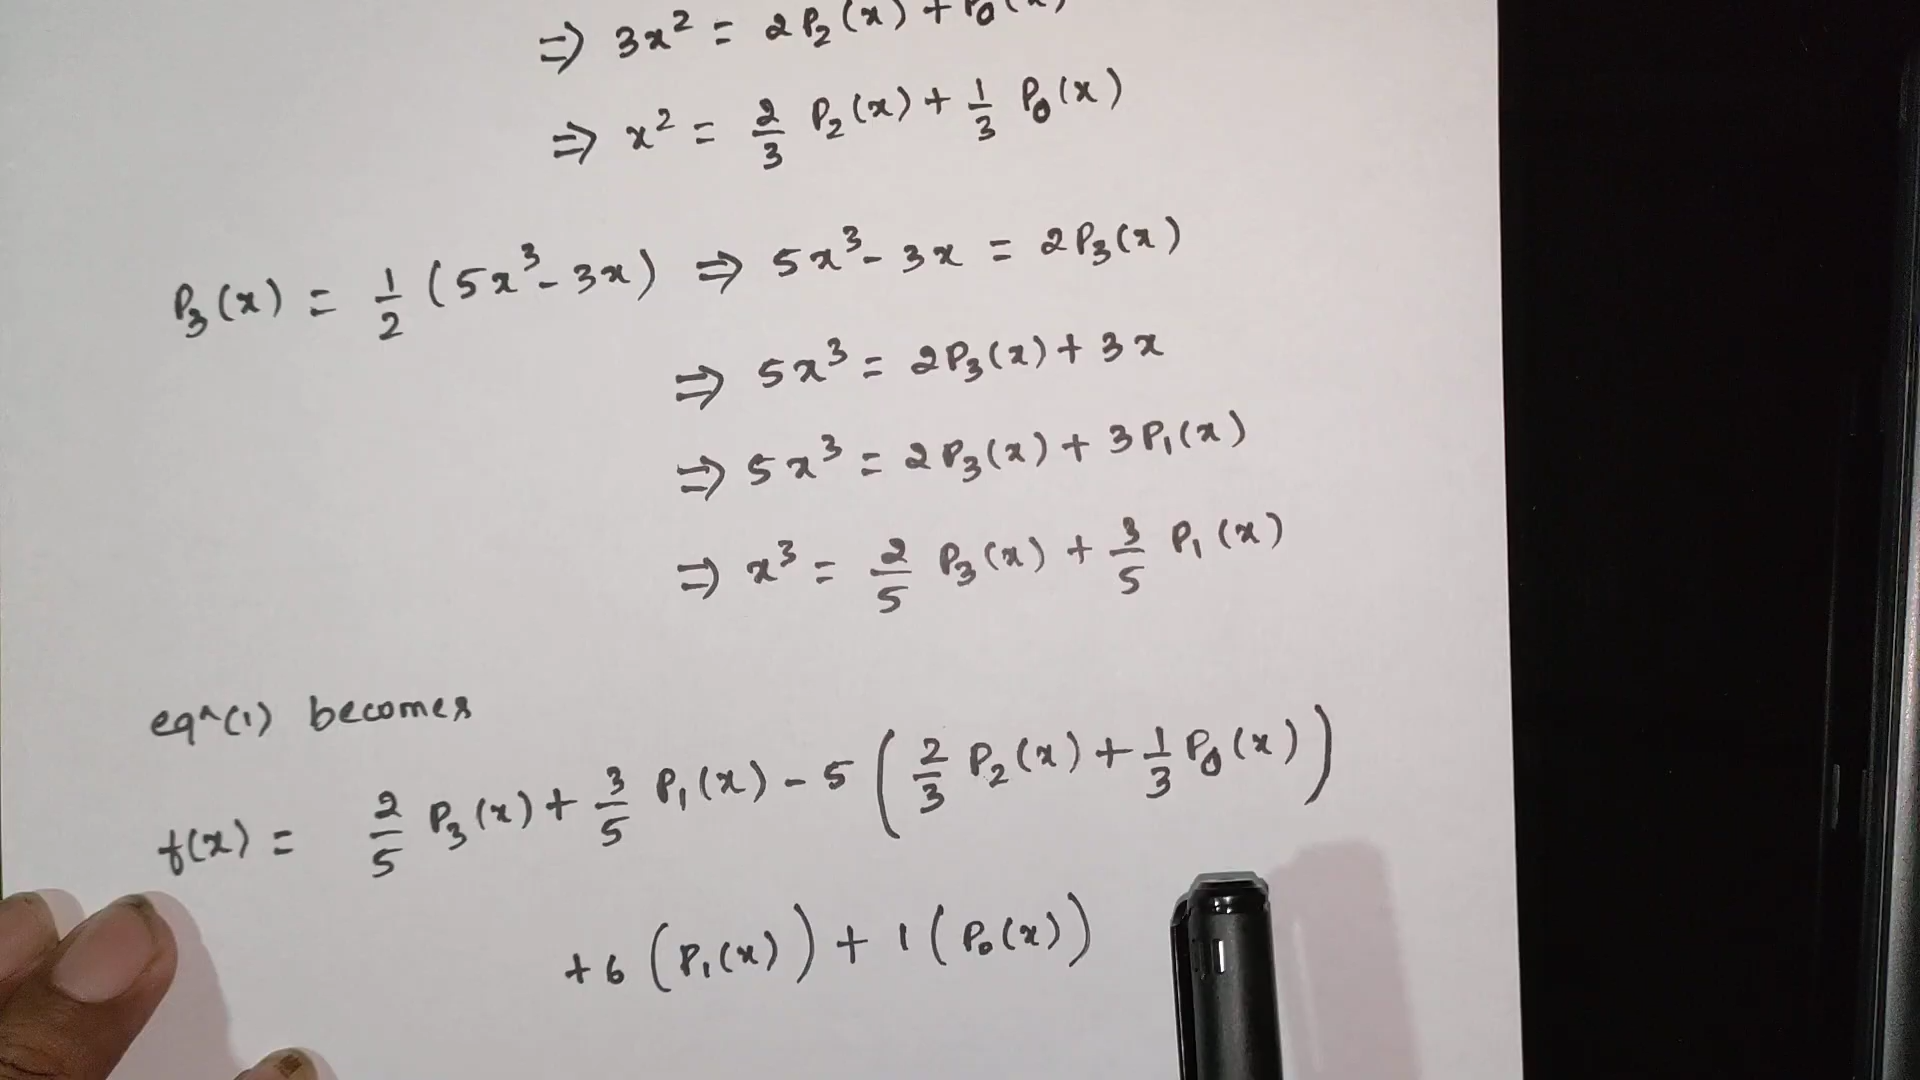 ⇒ 3x² = 2P₂(x) + P₀(x)
⇒ x² = 2/3 P₂(x) + 1/3 P₀(x)
P₃(x) = 1/2 (5x³ - 3x) ⇒ 5x³ - 3x = 2P₃(x)
⇒ 5x³ = 2P₃(x) + 3x
⇒ 5x³ = 2P₃(x) + 3P₁(x)
⇒ x³ = 2/5 P₃(x) + 3/5 P₁(x)
eqⁿ(1) becomes
f(x) = 2/5 P₃(x) + 3/5 P₁(x) - 5 (2/3 P₂(x) + 1/3 P₀(x))
+ 6 (P₁(x)) + 1 (P₀(x))